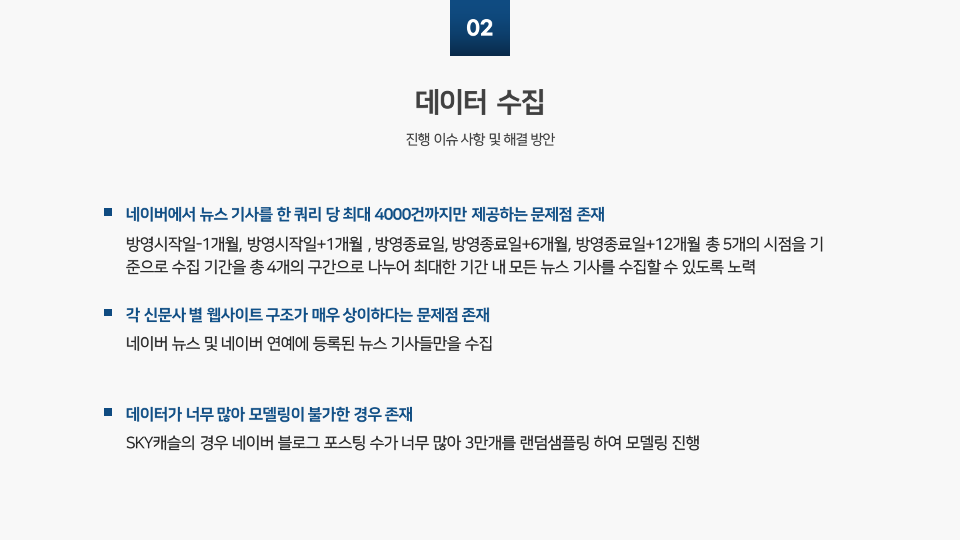 02
데이터 수집
진행 이슈 사항 및 해결 방안
네이버에서 뉴스 기사를 한 쿼리 당 최대 4000건까지만 제공하는 문제점 존재
방영시작일-1개월, 방영시작일+1개월 , 방영종료일, 방영종료일+6개월, 방영종료일+12개월 총 5개의 시점을 기
준으로 수집 기간을 총 4개의 구간으로 나누어 최대한 기간 내 모든 뉴스 기사를 수집할 수 있도록 노력
각 신문사 별 웹사이트 구조가 매우 상이하다는 문제점 존재
네이버 뉴스 및 네이버 연예에 등록된 뉴스 기사들만을 수집
데이터가 너무 많아 모델링이 불가한 경우 존재
SKY캐슬의 경우 네이버 블로그 포스팅 수가 너무 많아 3만개를 랜덤샘플링 하여 모델링 진행